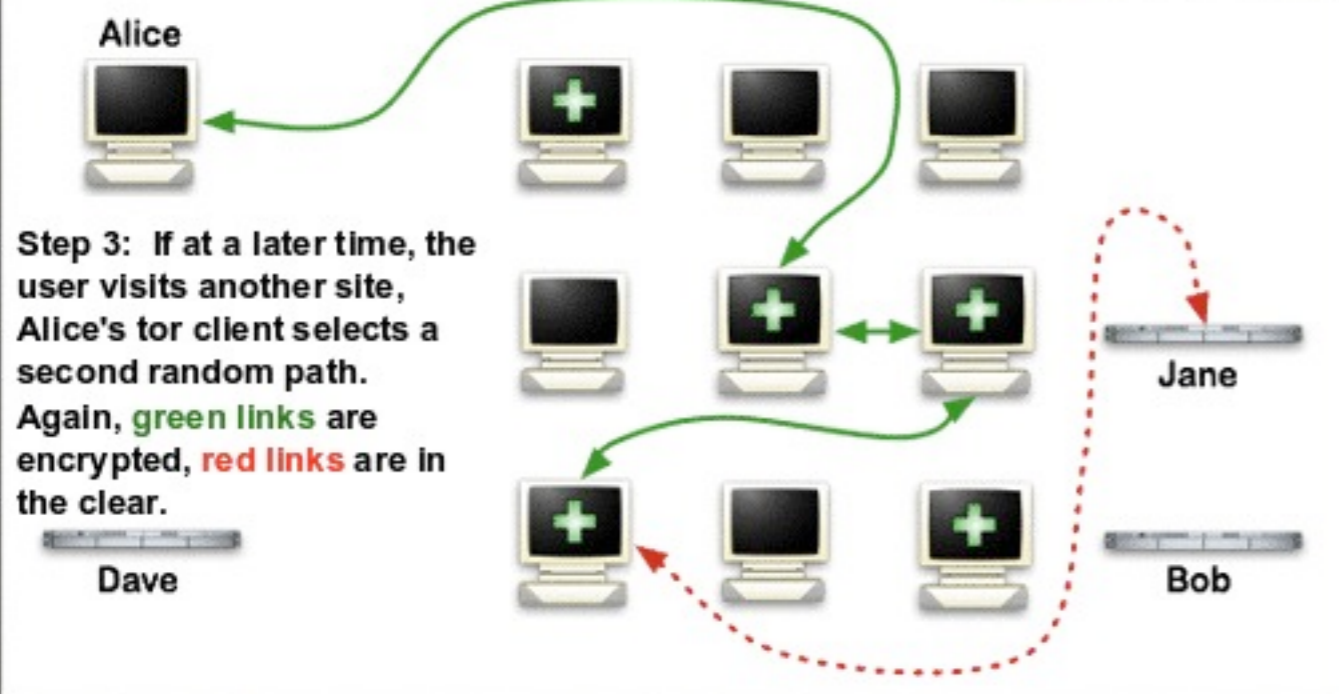 Alice
Step 3:  If at a later time, the
user visits another site,
Alice's tor client selects a
second random path.
Again, green links are
encrypted, red links are in
the clear.
Dave
Jane
Bob